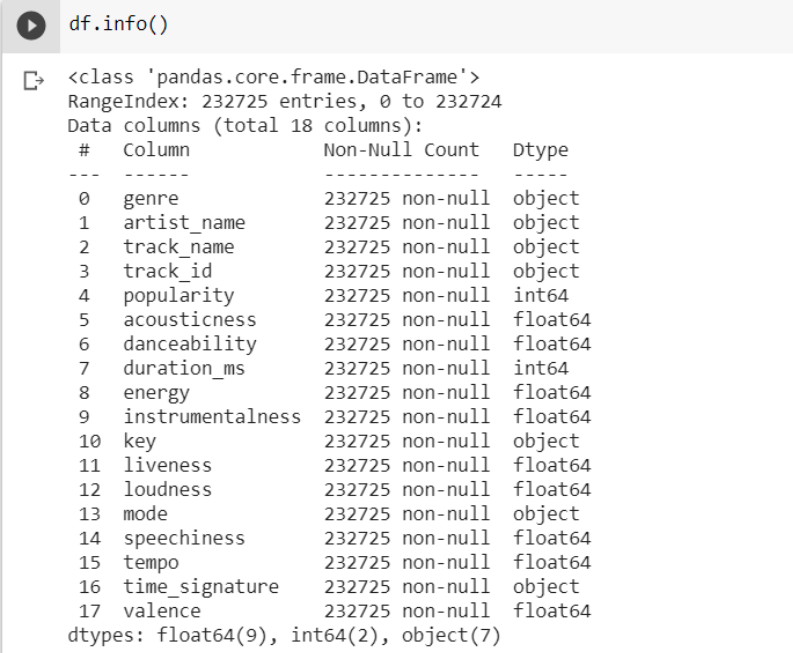 df.info()
<class 'pandas.core.frame.DataFrame'>
RangeIndex: 232725 entries, 0 to 232724
Data columns (total 18 columns):
 #   Column            Non-Null Count   Dtype
---  ------            --------------   -----
 0   genre             232725 non-null  object
 1   artist_name       232725 non-null  object
 2   track_name        232725 non-null  object
 3   track_id          232725 non-null  object
 4   popularity        232725 non-null  int64
 5   acousticness      232725 non-null  float64
 6   danceability      232725 non-null  float64
 7   duration_ms       232725 non-null  int64
 8   energy            232725 non-null  float64
 9   instrumentalness  232725 non-null  float64
 10  key               232725 non-null  object
 11  liveness          232725 non-null  float64
 12  loudness          232725 non-null  float64
 13  mode              232725 non-null  object
 14  speechiness       232725 non-null  float64
 15  tempo             232725 non-null  float64
 16  time_signature    232725 non-null  object
 17  valence           232725 non-null  float64
dtypes: float64(9), int64(2), object(7)